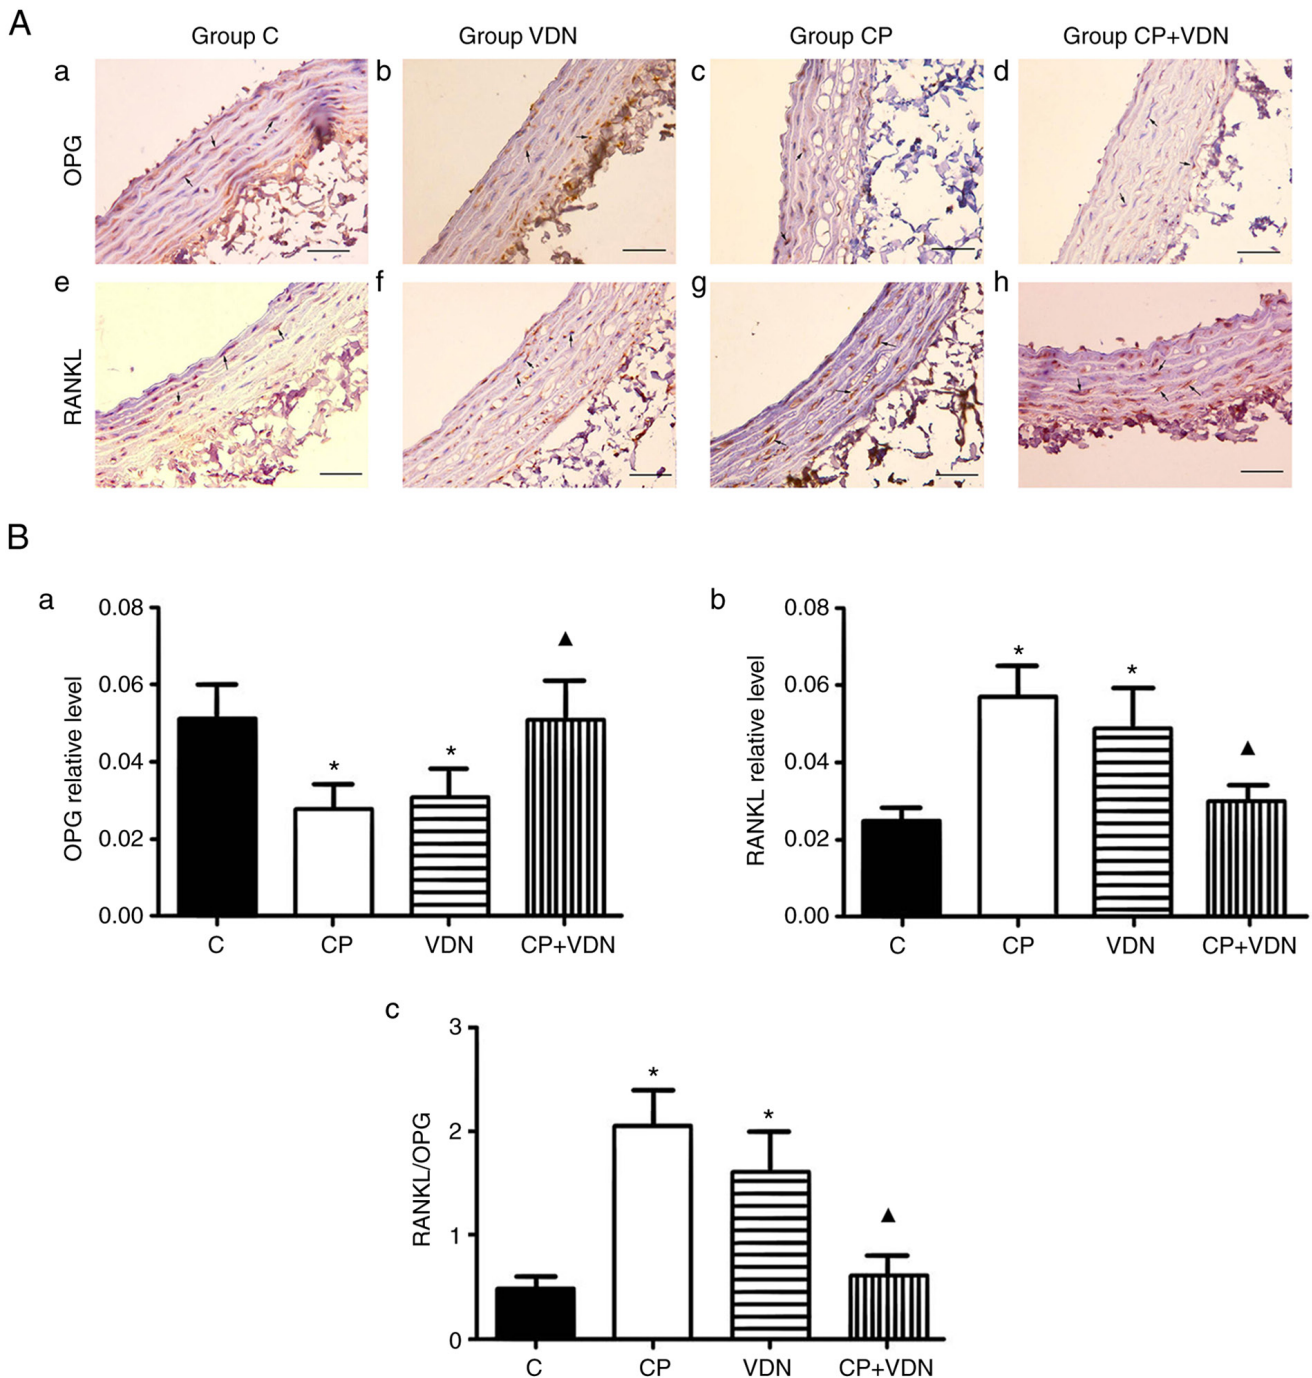 A
Group C
Group VDN
Group CP
Group CP+VDN
a
b
c
d
OPG
e
f
g
h
RANKL
B
a
OPG relative level
0.08
0.06
0.04
0.02
0.00
*
*
▲
C
CP
VDN
CP+VDN
b
RANKL relative level
0.08
0.06
0.04
0.02
0.00
*
*
▲
C
CP
VDN
CP+VDN
c
RANKL/OPG
3
2
1
0
*
*
▲
C
CP
VDN
CP+VDN